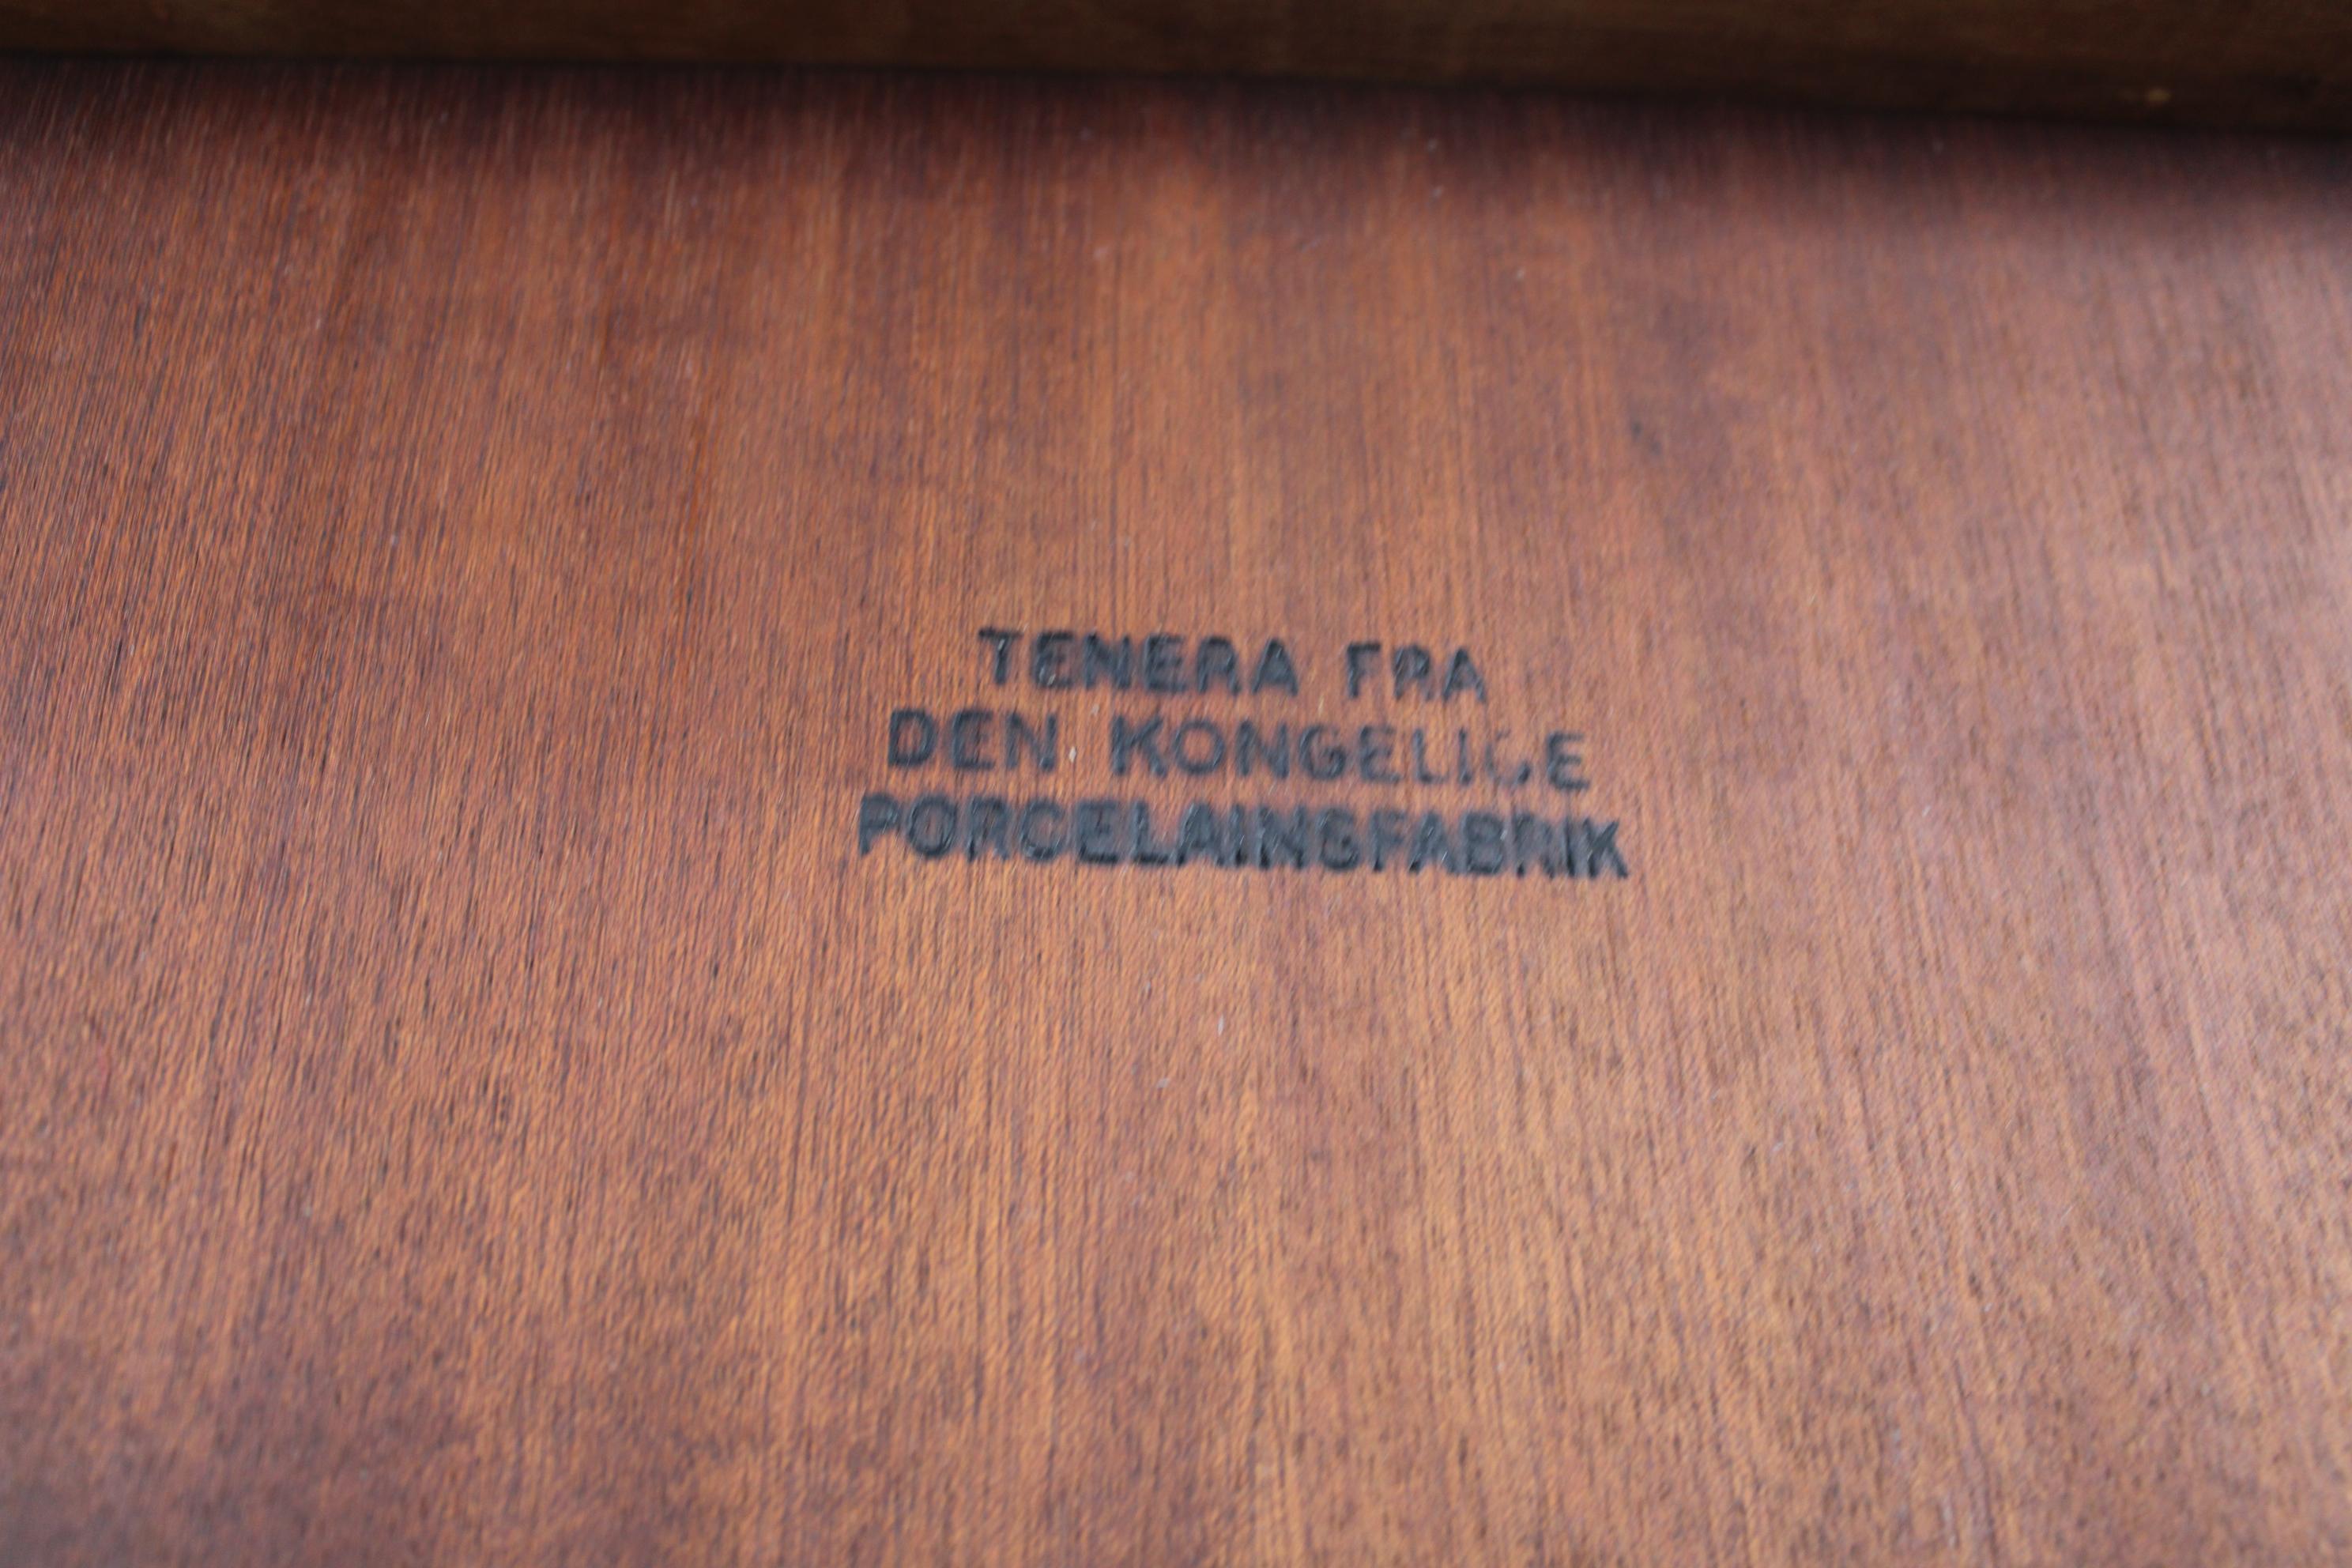 TENERA FRA
DEN KONGELIGE
PORCELAINSFABRIK